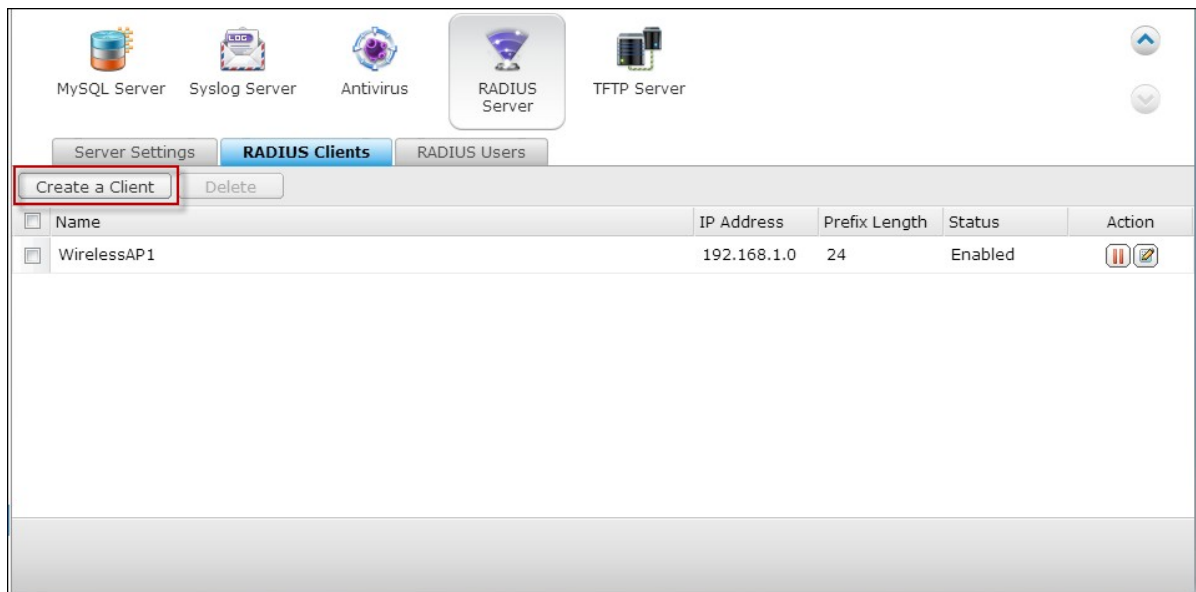 LOG
MySQL Server Syslog Server Antivirus RADIUS Server TFTP Server
Server Settings RADIUS Clients RADIUS Users
Create a Client Delete
Name IP Address Prefix Length Status Action
WirelessAP1 192.168.1.0 24 Enabled